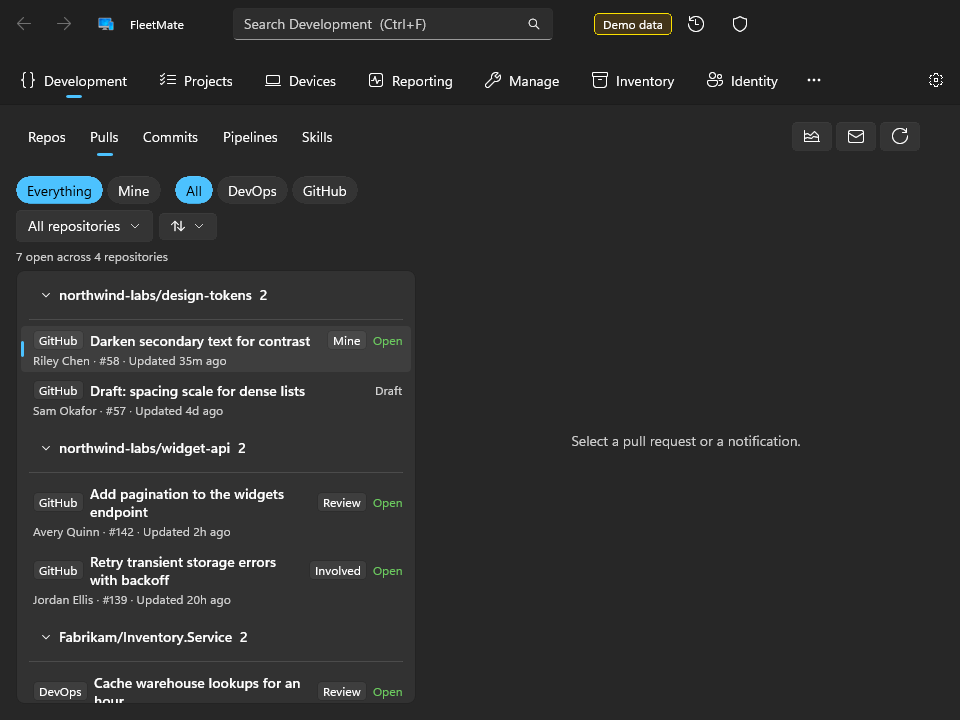 FleetMate
Search Development (Ctrl+F)
Demo data
Development
Projects
Devices
Reporting
Manage
Inventory
Identity
Repos
Pulls
Commits
Pipelines
Skills
Everything
Mine
All
DevOps
GitHub
All repositories
7 open across 4 repositories
northwind-labs/design-tokens 2
GitHub
Darken secondary text for contrast
Mine
Open
Riley Chen · #58 · Updated 35m ago
GitHub
Draft: spacing scale for dense lists
Draft
Sam Okafor · #57 · Updated 4d ago
northwind-labs/widget-api 2
GitHub
Add pagination to the widgets
endpoint
Review
Open
Avery Quinn · #142 · Updated 2h ago
GitHub
Retry transient storage errors
with backoff
Involved
Open
Jordan Ellis · #139 · Updated 20h ago
Fabrikam/Inventory.Service 2
DevOps
Cache warehouse lookups for an
hour
Review
Open
Select a pull request or a notification.